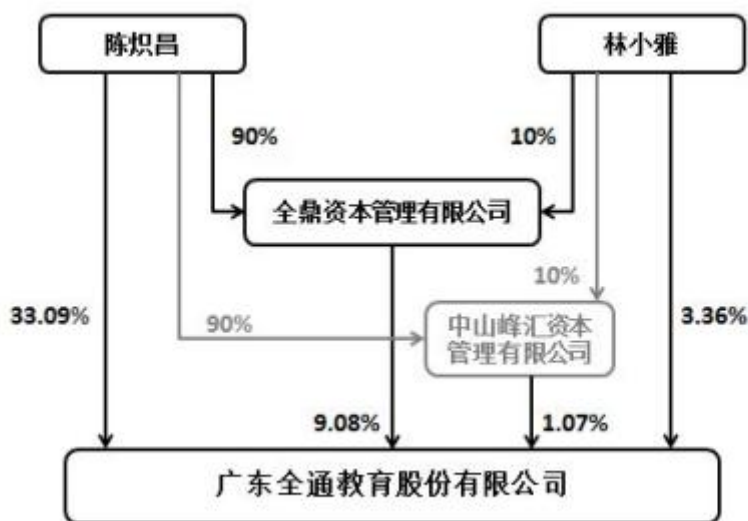 陈炽昌
林小雅
90%
10%
全鼎资本管理有限公司
10%
33.09%
90%
中山峰汇资本
管理有限公司
3.36%
9.08%
1.07%
广东全通教育股份有限公司